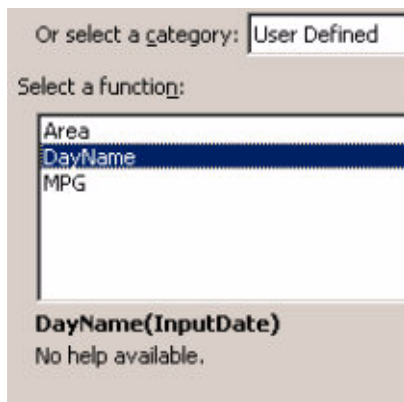 Or select a category: User Defined
Select a function:
Area
DayName
MPG
DayName(InputDate)
No help available.